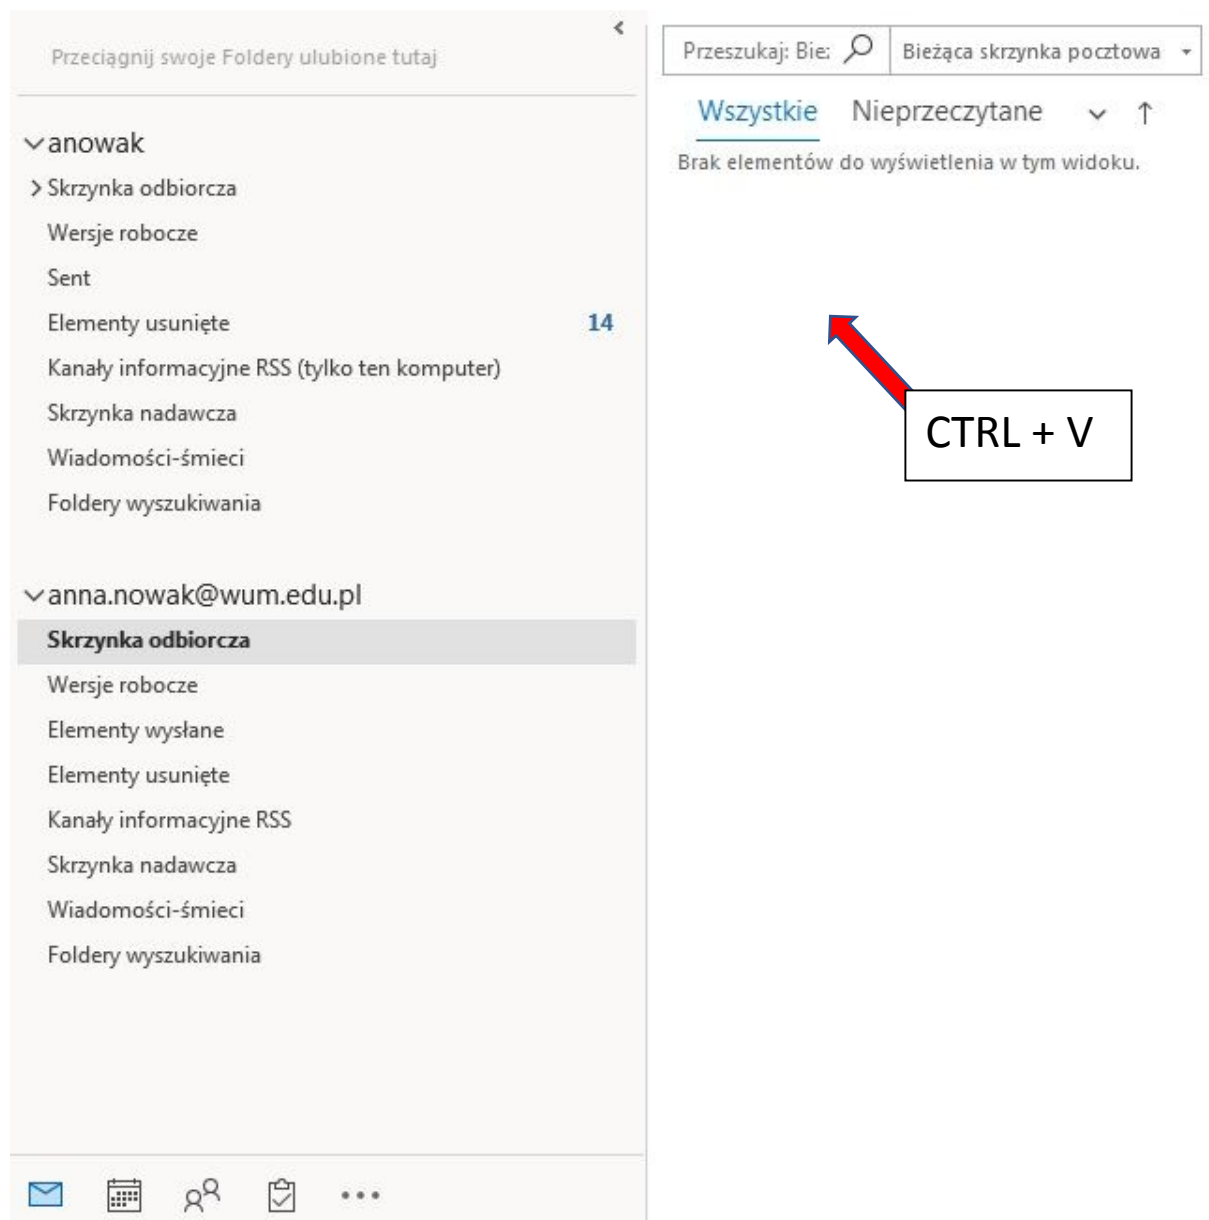 Przeciągnij swoje Foldery ulubione tutaj
anowak
Skrzynka odbiorcza
Wersje robocze
Sent
Elementy usunięte 14
Kanały informacyjne RSS (tylko ten komputer)
Skrzynka nadawcza
Wiadomości-śmieci
Foldery wyszukiwania
anna.nowak@wum.edu.pl
Skrzynka odbiorcza
Wersje robocze
Elementy wysłane
Elementy usunięte
Kanały informacyjne RSS
Skrzynka nadawcza
Wiadomości-śmieci
Foldery wyszukiwania
Przeszukaj: Bie: Bieżąca skrzynka pocztowa
Wszystkie Nieprzeczytane
Brak elementów do wyświetlenia w tym widoku.
CTRL + V